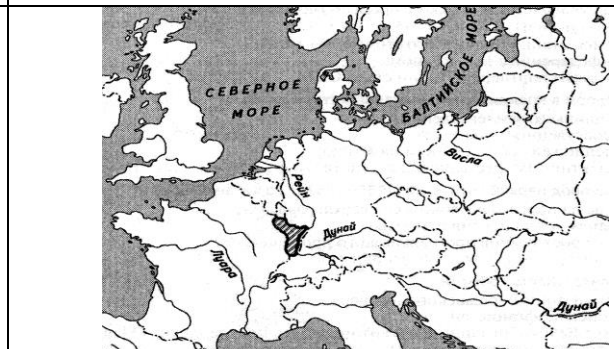 СЕВЕРНОЕ
МОРЕ
БАЛТИЙСКОЕ МОРЕ
Висла
Рейн
Дунай
Луара
Дунай